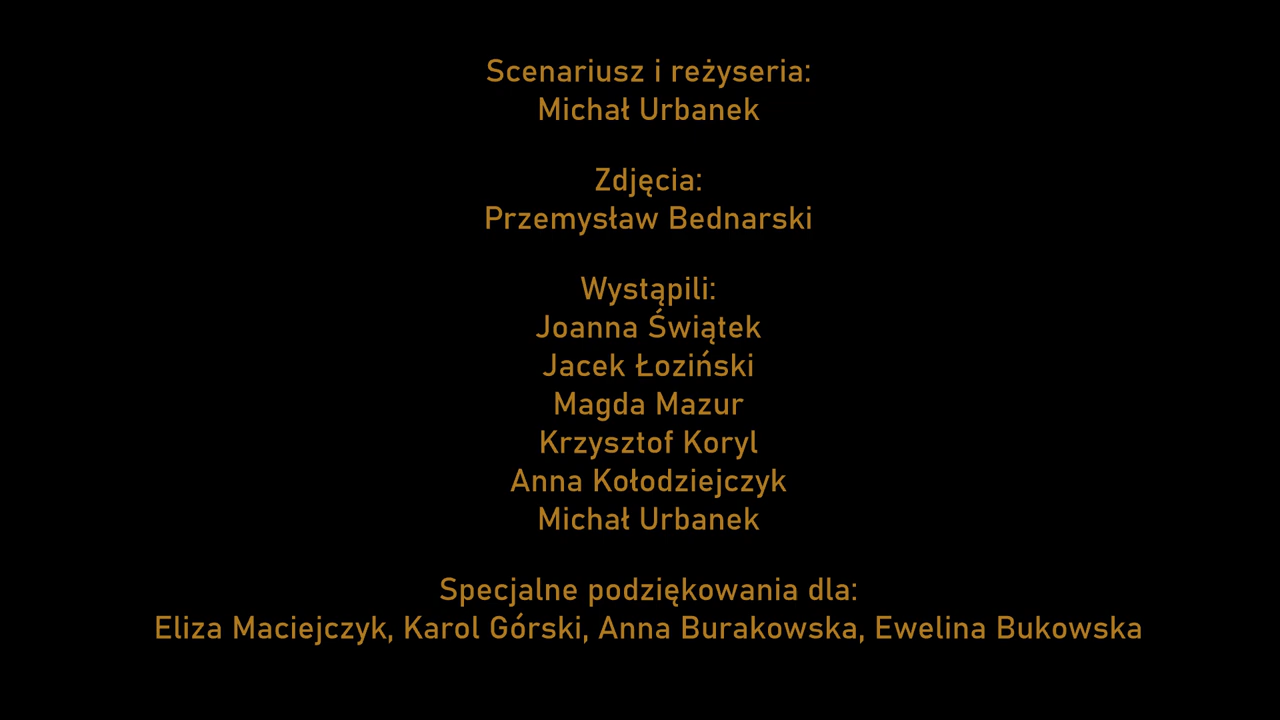 Scenariusz i reżyseria:
Michał Urbanek
Zdjęcia:
Przemysław Bednarski
Wystąpili:
Joanna Świątek
Jacek Łoziński
Magda Mazur
Krzysztof Koryl
Anna Kołodziejczyk
Michał Urbanek
Specjalne podziękowania dla:
Eliza Maciejczyk, Karol Górski, Anna Burakowska, Ewelina Bukowska